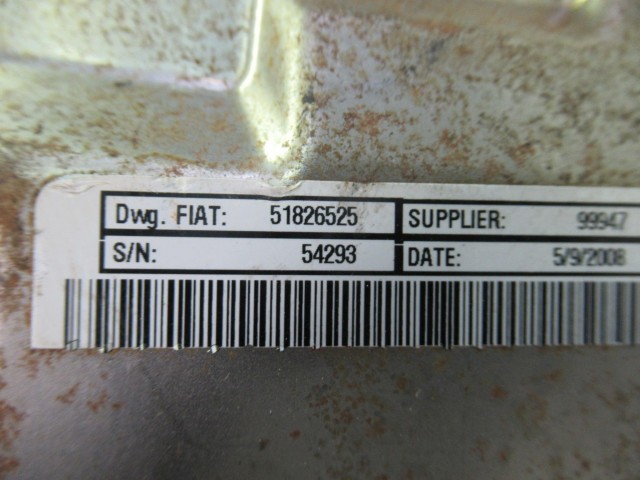 Dwg. FIAT: 51826525 SUPPLIER: 99947
S/N: 54293 DATE: 5/9/2008